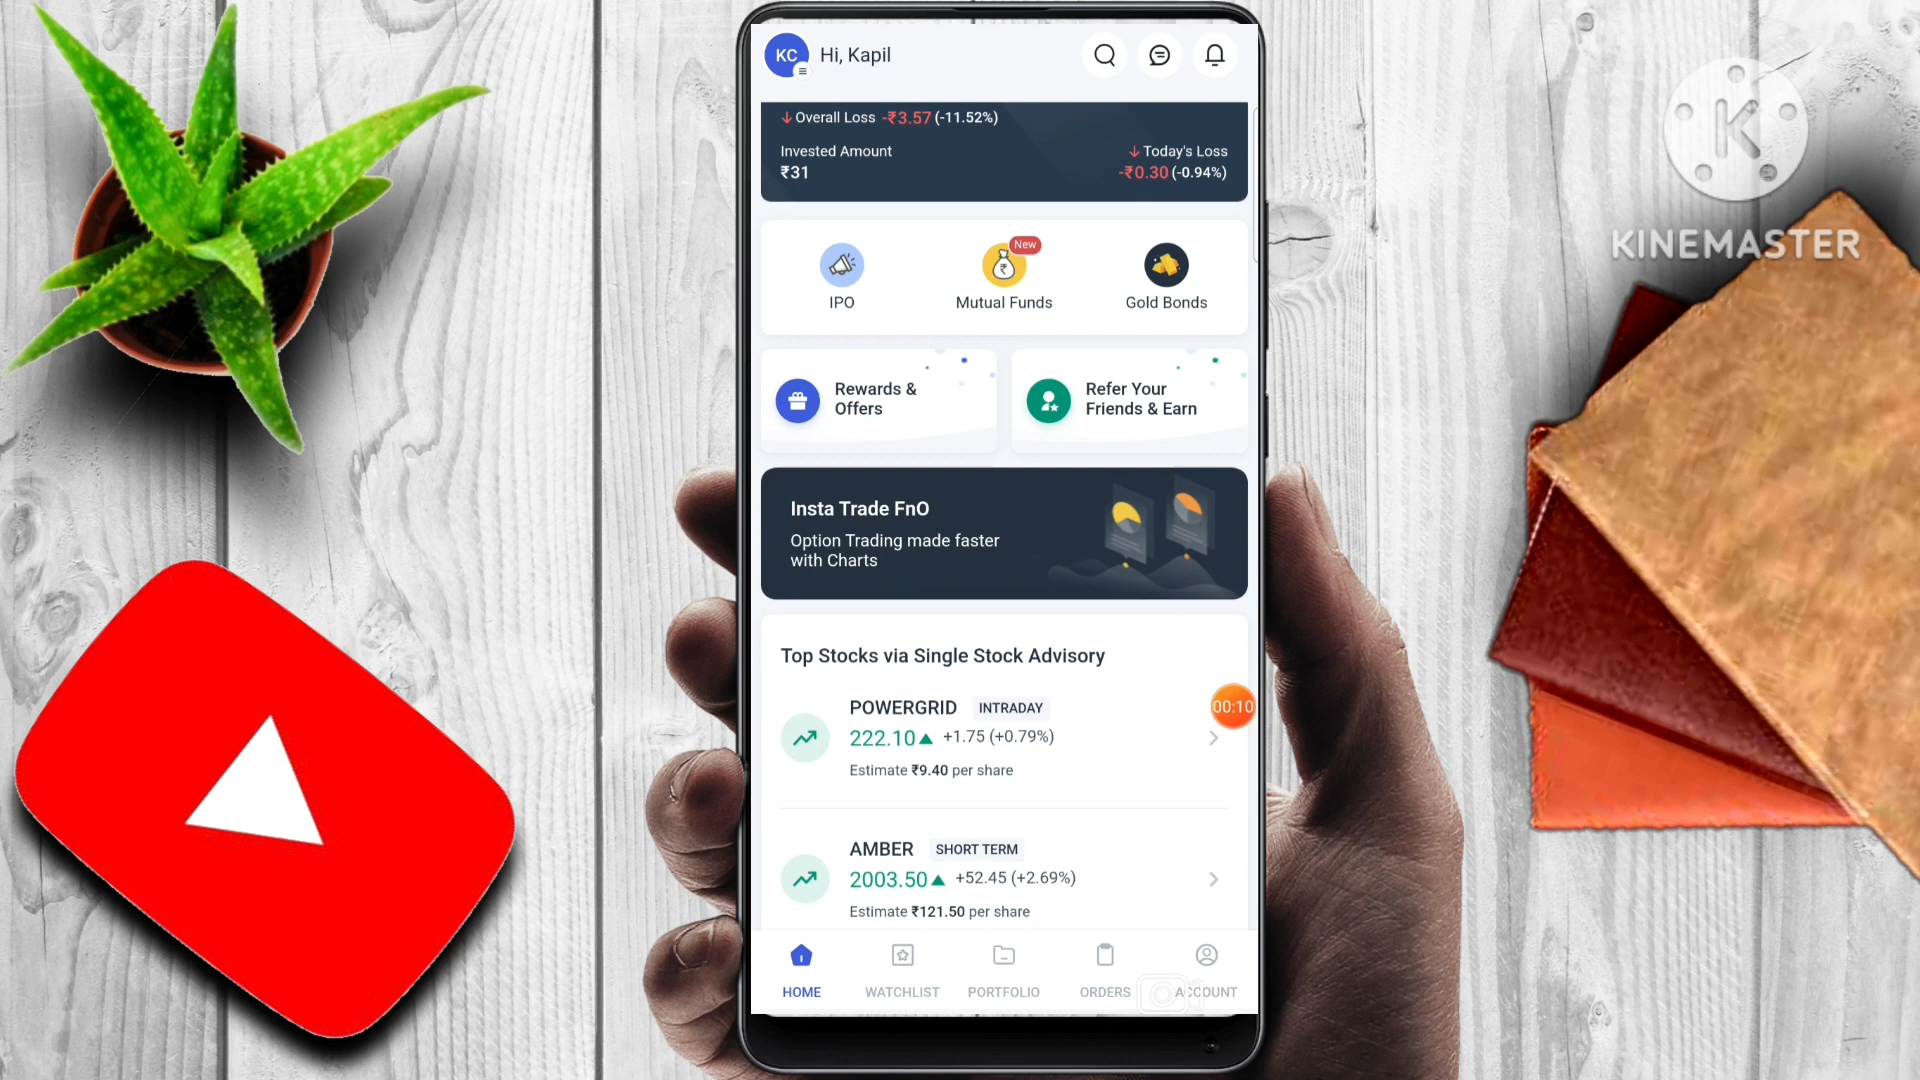 KC
Hi, Kapil
Overall Loss -₹3.57 (-11.52%)
Invested Amount
Today's Loss
₹31
-₹0.30 (-0.94%)
New
₹
IPO
Mutual Funds
Gold Bonds
Rewards &
Offers
Refer Your
Friends & Earn
Insta Trade FnO
Option Trading made faster
with Charts
Top Stocks via Single Stock Advisory
POWERGRID INTRADAY
222.10 +1.75 (+0.79%)
Estimate ₹9.40 per share
00:10
AMBER SHORT TERM
2003.50 +52.45 (+2.69%)
Estimate ₹121.50 per share
HOME
WATCHLIST
PORTFOLIO
ORDERS
ACCOUNT
K
KINEMASTER